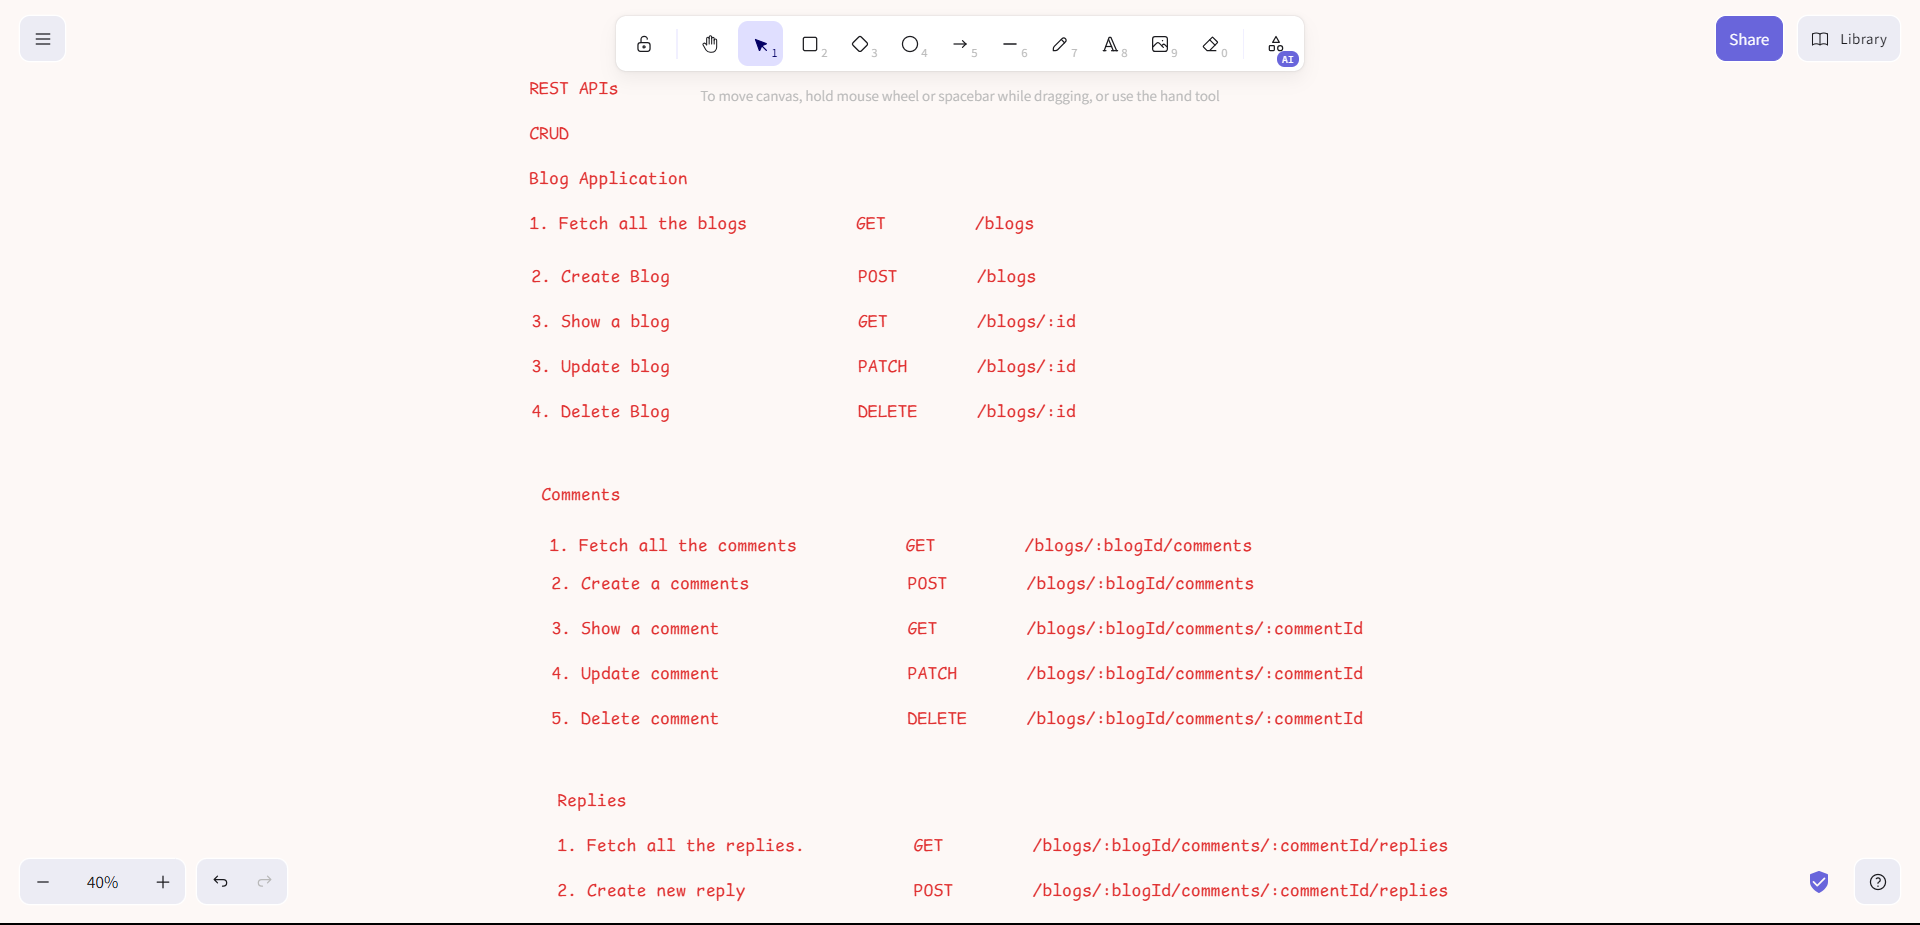 1 2 3 4 5 6 7 8 9 0 AI
Share Library
To move canvas, hold mouse wheel or spacebar while dragging, or use the hand tool
REST APIs
CRUD
Blog Application
1. Fetch all the blogs GET /blogs
2. Create Blog POST /blogs
3. Show a blog GET /blogs/:id
3. Update blog PATCH /blogs/:id
4. Delete Blog DELETE /blogs/:id
Comments
1. Fetch all the comments GET /blogs/:blogId/comments
2. Create a comments POST /blogs/:blogId/comments
3. Show a comment GET /blogs/:blogId/comments/:commentId
4. Update comment PATCH /blogs/:blogId/comments/:commentId
5. Delete comment DELETE /blogs/:blogId/comments/:commentId
Replies
1. Fetch all the replies. GET /blogs/:blogId/comments/:commentId/replies
2. Create new reply POST /blogs/:blogId/comments/:commentId/replies
40%